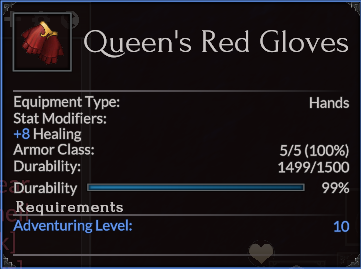 Queen's Red Gloves
Equipment Type: Hands
Stat Modifiers:
+8 Healing
Armor Class: 5/5 (100%)
Durability: 1499/1500
Durability 99%
Requirements
Adventuring Level: 10